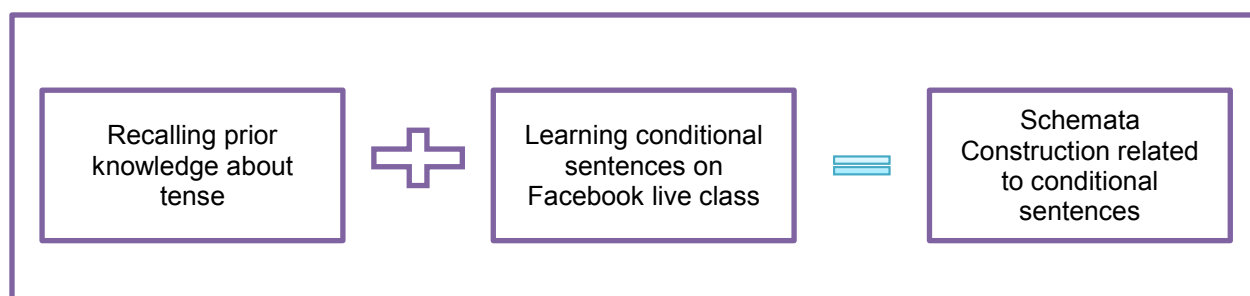 Recalling prior
knowledge about
tense
Learning conditional
sentences on
Facebook live class
Schemata
Construction related
to conditional
sentences